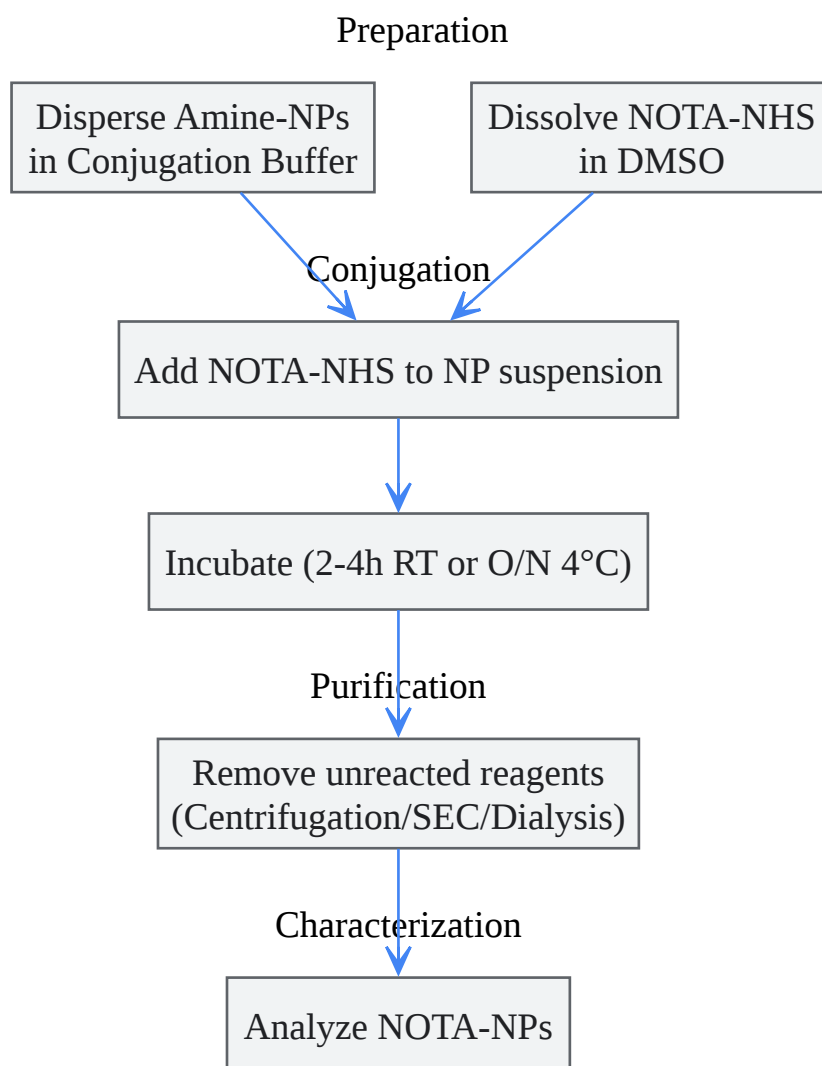 Preparation
Disperse Amine-NPs
in Conjugation Buffer
Dissolve NOTA-NHS
in DMSO
Conjugation
Add NOTA-NHS to NP suspension
Incubate (2-4h RT or O/N 4°C)
Purification
Remove unreacted reagents
(Centrifugation/SEC/Dialysis)
Characterization
Analyze NOTA-NPs